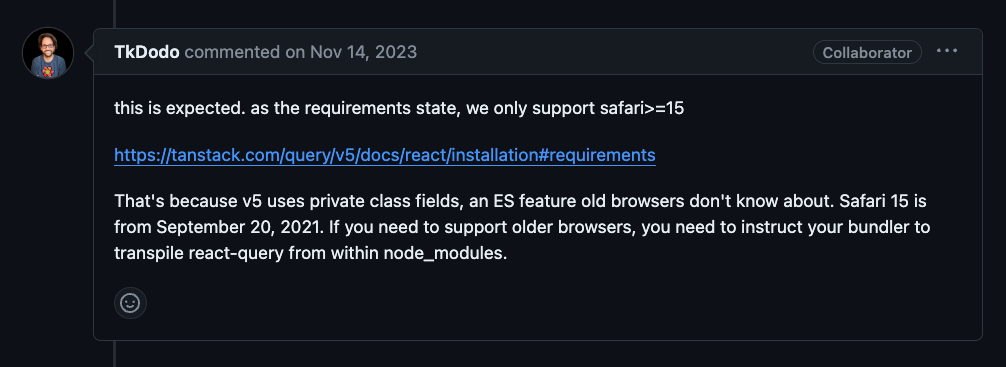 TkDodo commented on Nov 14, 2023
Collaborator
this is expected. as the requirements state, we only support safari>=15
https://tanstack.com/query/v5/docs/react/installation#requirements
That's because v5 uses private class fields, an ES feature old browsers don't know about. Safari 15 is
from September 20, 2021. If you need to support older browsers, you need to instruct your bundler to
transpile react-query from within node_modules.